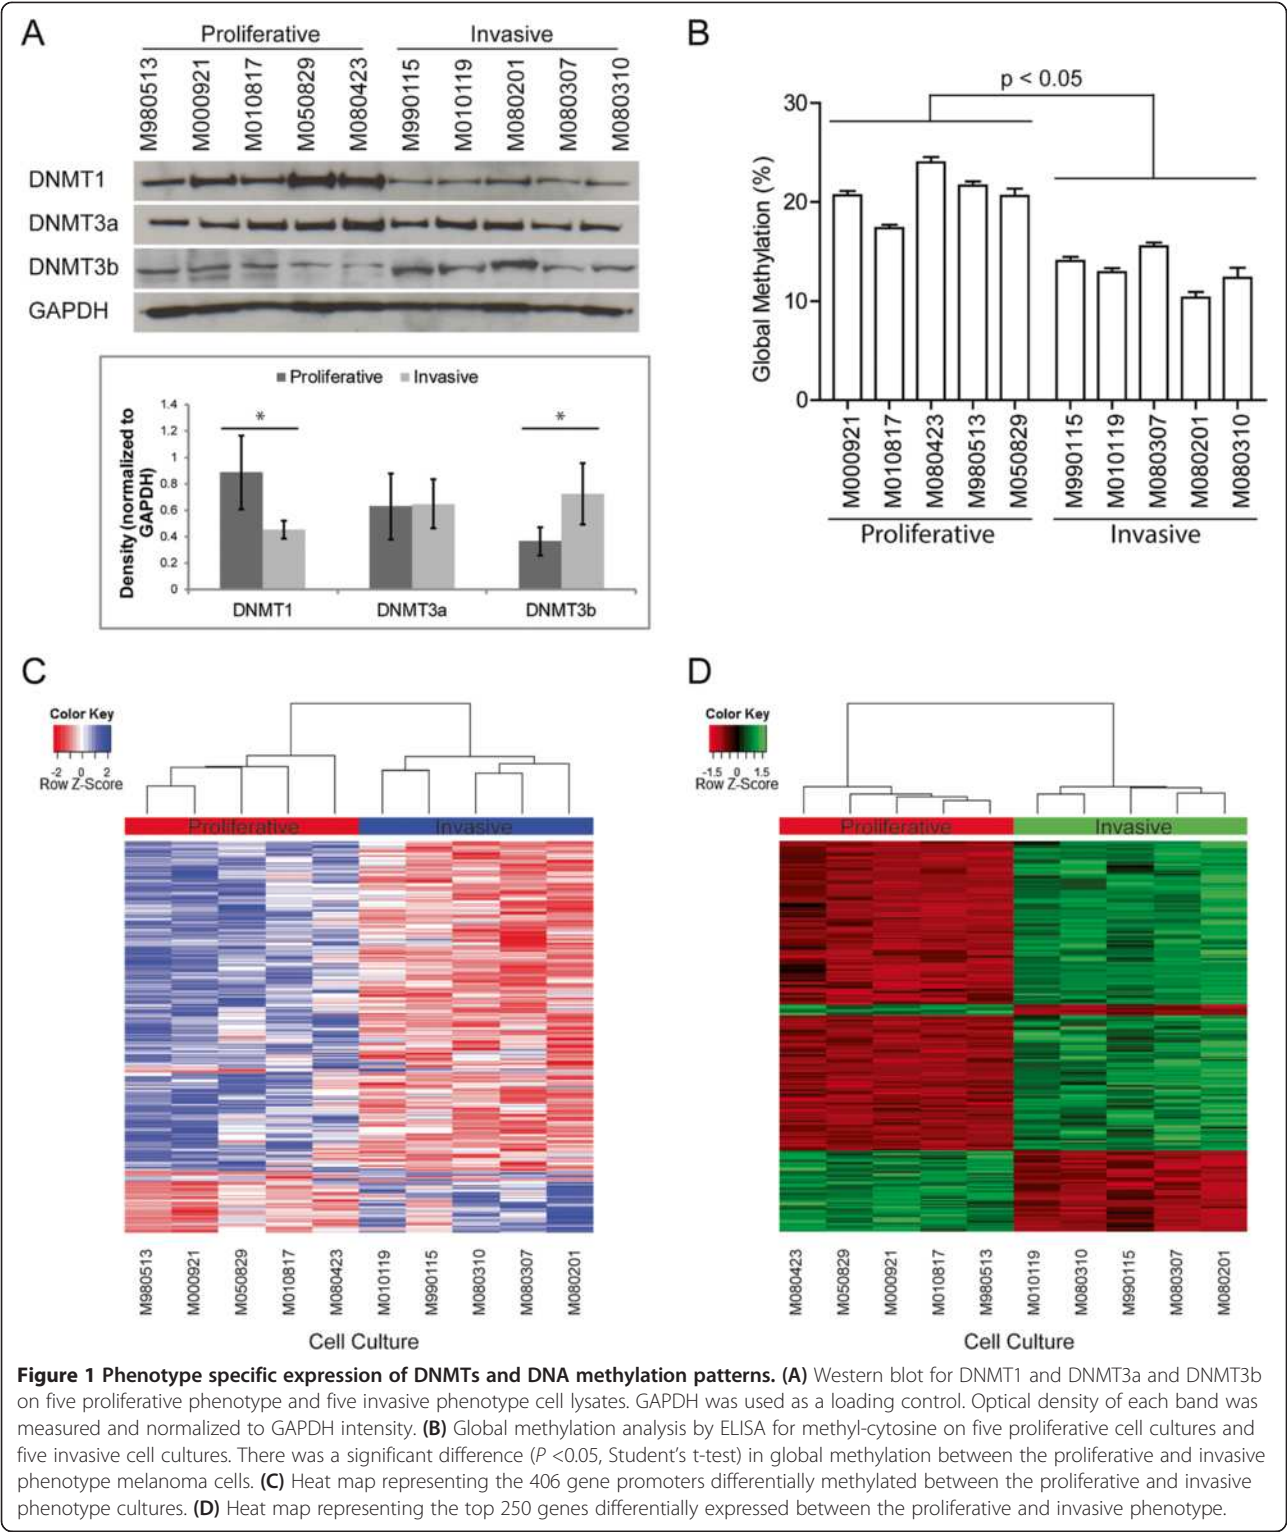 A
Proliferative
Invasive
M980513
M000921
M010817
M050829
M080423
M990115
M010119
M080201
M080307
M080310
DNMT1
DNMT3a
DNMT3b
GAPDH
Proliferative
Invasive
Density (normalized to
GAPDH)
1.4
1.2
1
0.8
0.6
0.4
0.2
0
*
*
DNMT1
DNMT3a
DNMT3b
B
p < 0.05
Global Methylation (%)
30
20
10
0
M000921
M010817
M080423
M980513
M050829
M990115
M010119
M080307
M080201
M080310
Proliferative
Invasive
C
Color Key
-2 0 2
Row Z-Score
Proliferative
Invasive
M980513
M000921
M050829
M010817
M080423
M010119
M990115
M080310
M080307
M080201
Cell Culture
D
Color Key
-1.5 0 1.5
Row Z-Score
Proliferative
Invasive
M080423
M050829
M000921
M010817
M980513
M010119
M080310
M990115
M080307
M080201
Cell Culture
Figure 1 Phenotype specific expression of DNMTs and DNA methylation patterns. (A) Western blot for DNMT1 and DNMT3a and DNMT3b
on five proliferative phenotype and five invasive phenotype cell lysates. GAPDH was used as a loading control. Optical density of each band was
measured and normalized to GAPDH intensity. (B) Global methylation analysis by ELISA for methyl-cytosine on five proliferative cell cultures and
five invasive cell cultures. There was a significant difference (P <0.05, Student's t-test) in global methylation between the proliferative and invasive
phenotype melanoma cells. (C) Heat map representing the 406 gene promoters differentially methylated between the proliferative and invasive
phenotype cultures. (D) Heat map representing the top 250 genes differentially expressed between the proliferative and invasive phenotype.